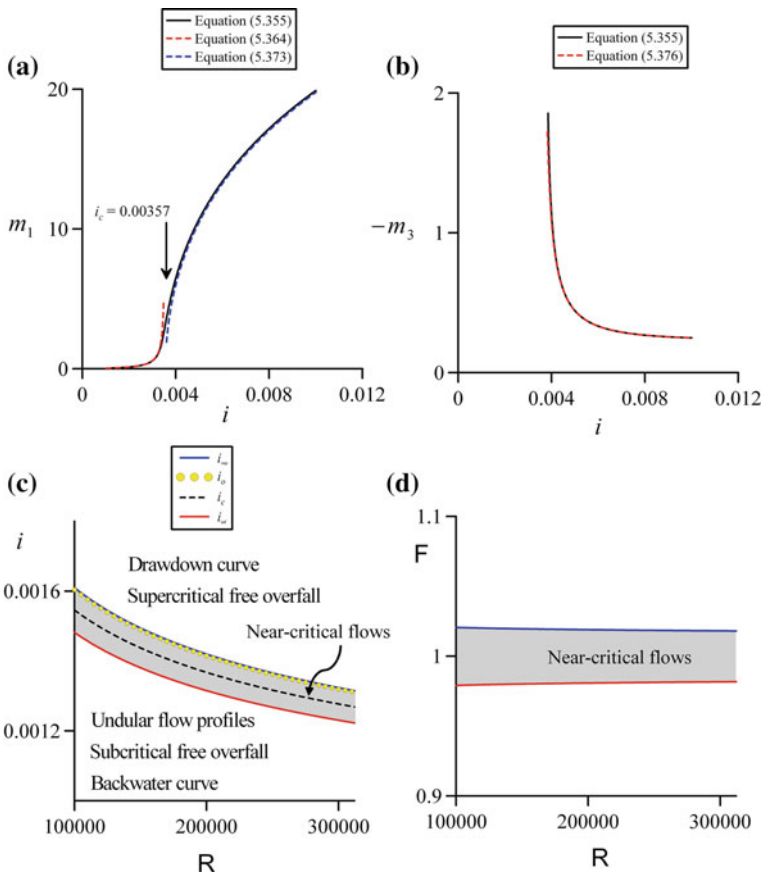 Equation (5.355)
Equation (5.364)
Equation (5.373)
(a)
20
m₁
10
0
i_c = 0.00357
0
0.004
0.008
0.012
i
Equation (5.355)
Equation (5.376)
(b)
2
−m₃
1
0
0
0.004
0.008
0.012
i
(c)
i_o
i_c
i
0.0016
0.0012
Drawdown curve
Supercritical free overfall
Near-critical flows
Undular flow profiles
Subcritical free overfall
Backwater curve
100000
200000
300000
R
(d)
1.1
F
1
0.9
Near-critical flows
100000
200000
300000
R